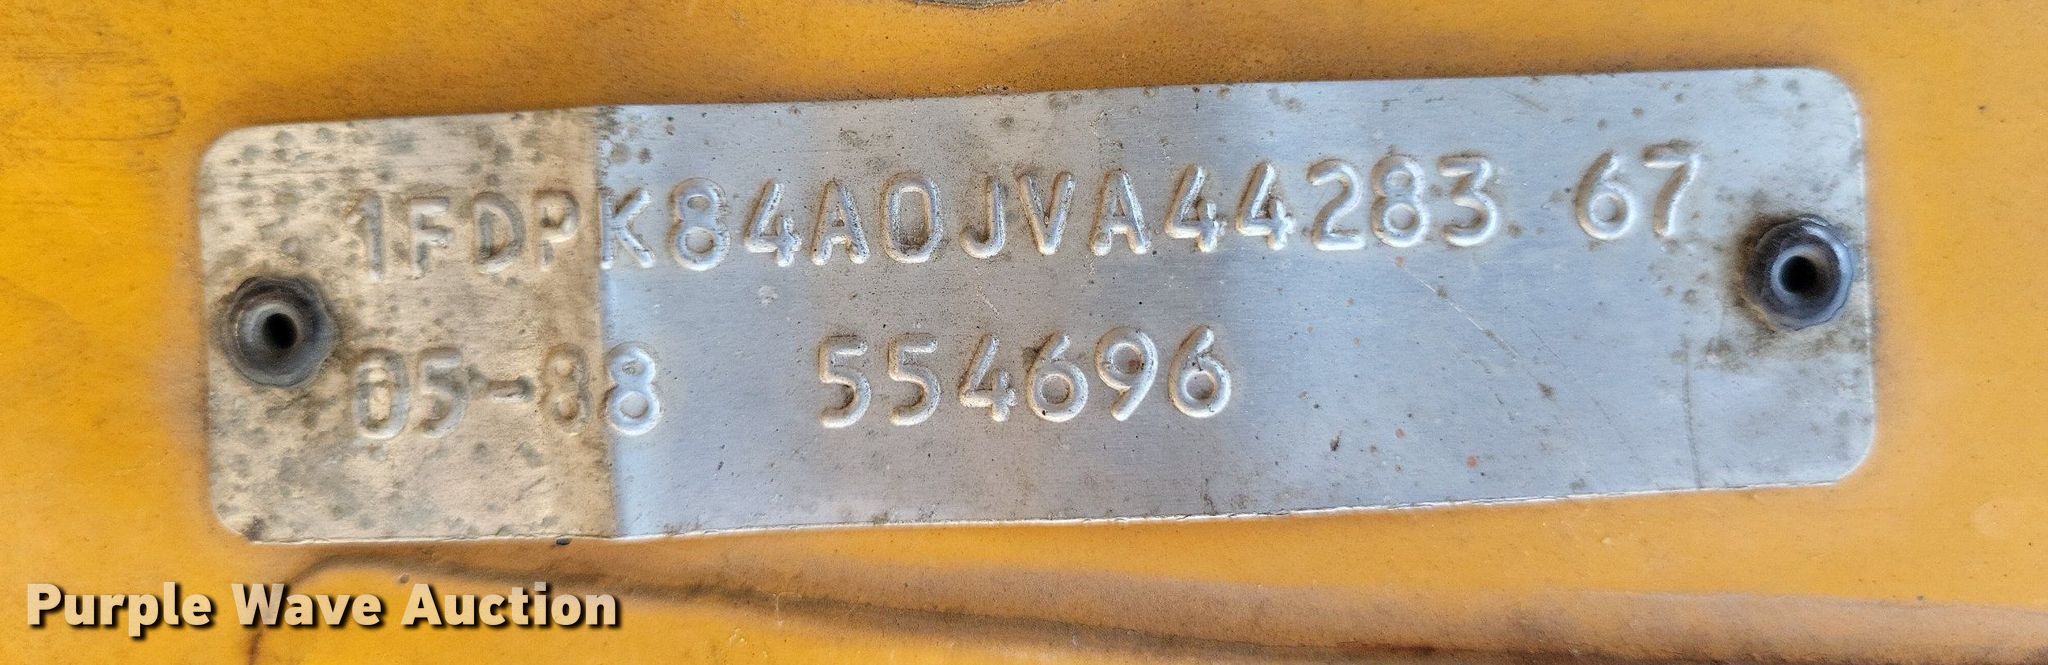 1FDPK84A0JVA44283 67
05-88 554696
Purple Wave Auction